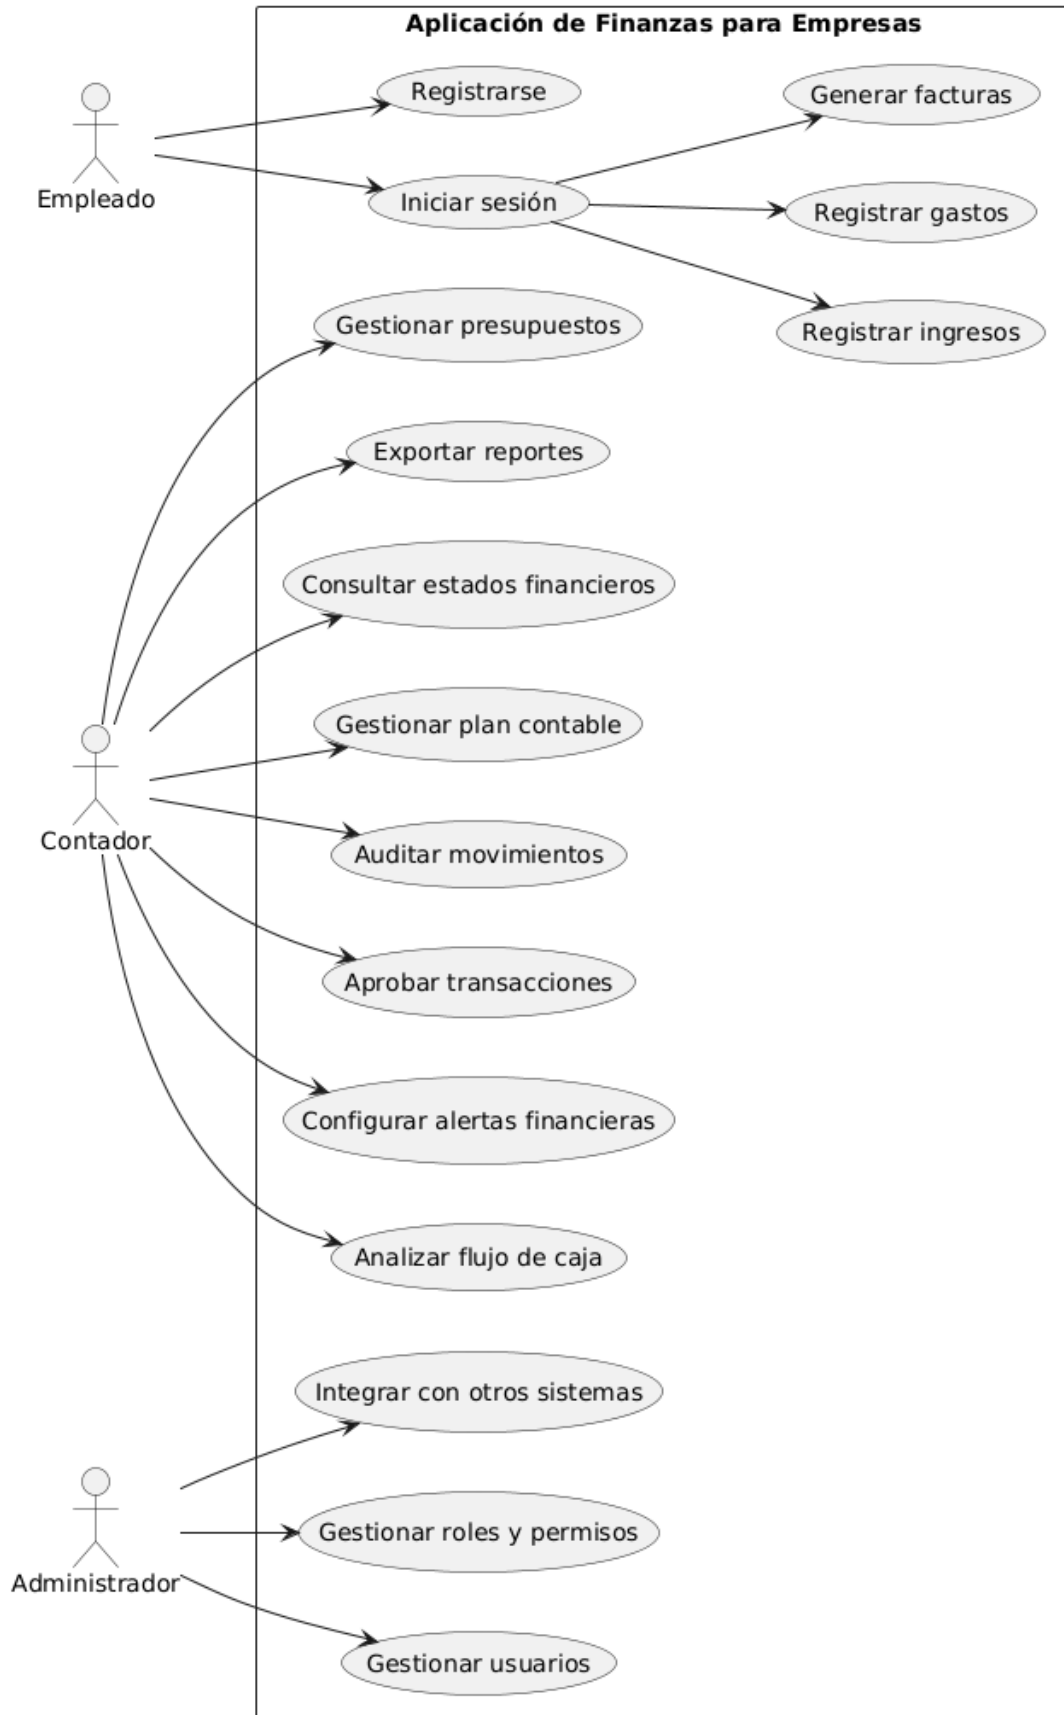 Aplicación de Finanzas para Empresas
Empleado
Registrarse
Iniciar sesión
Generar facturas
Registrar gastos
Registrar ingresos
Contador
Gestionar presupuestos
Exportar reportes
Consultar estados financieros
Gestionar plan contable
Auditar movimientos
Aprobar transacciones
Configurar alertas financieras
Analizar flujo de caja
Administrador
Integrar con otros sistemas
Gestionar roles y permisos
Gestionar usuarios